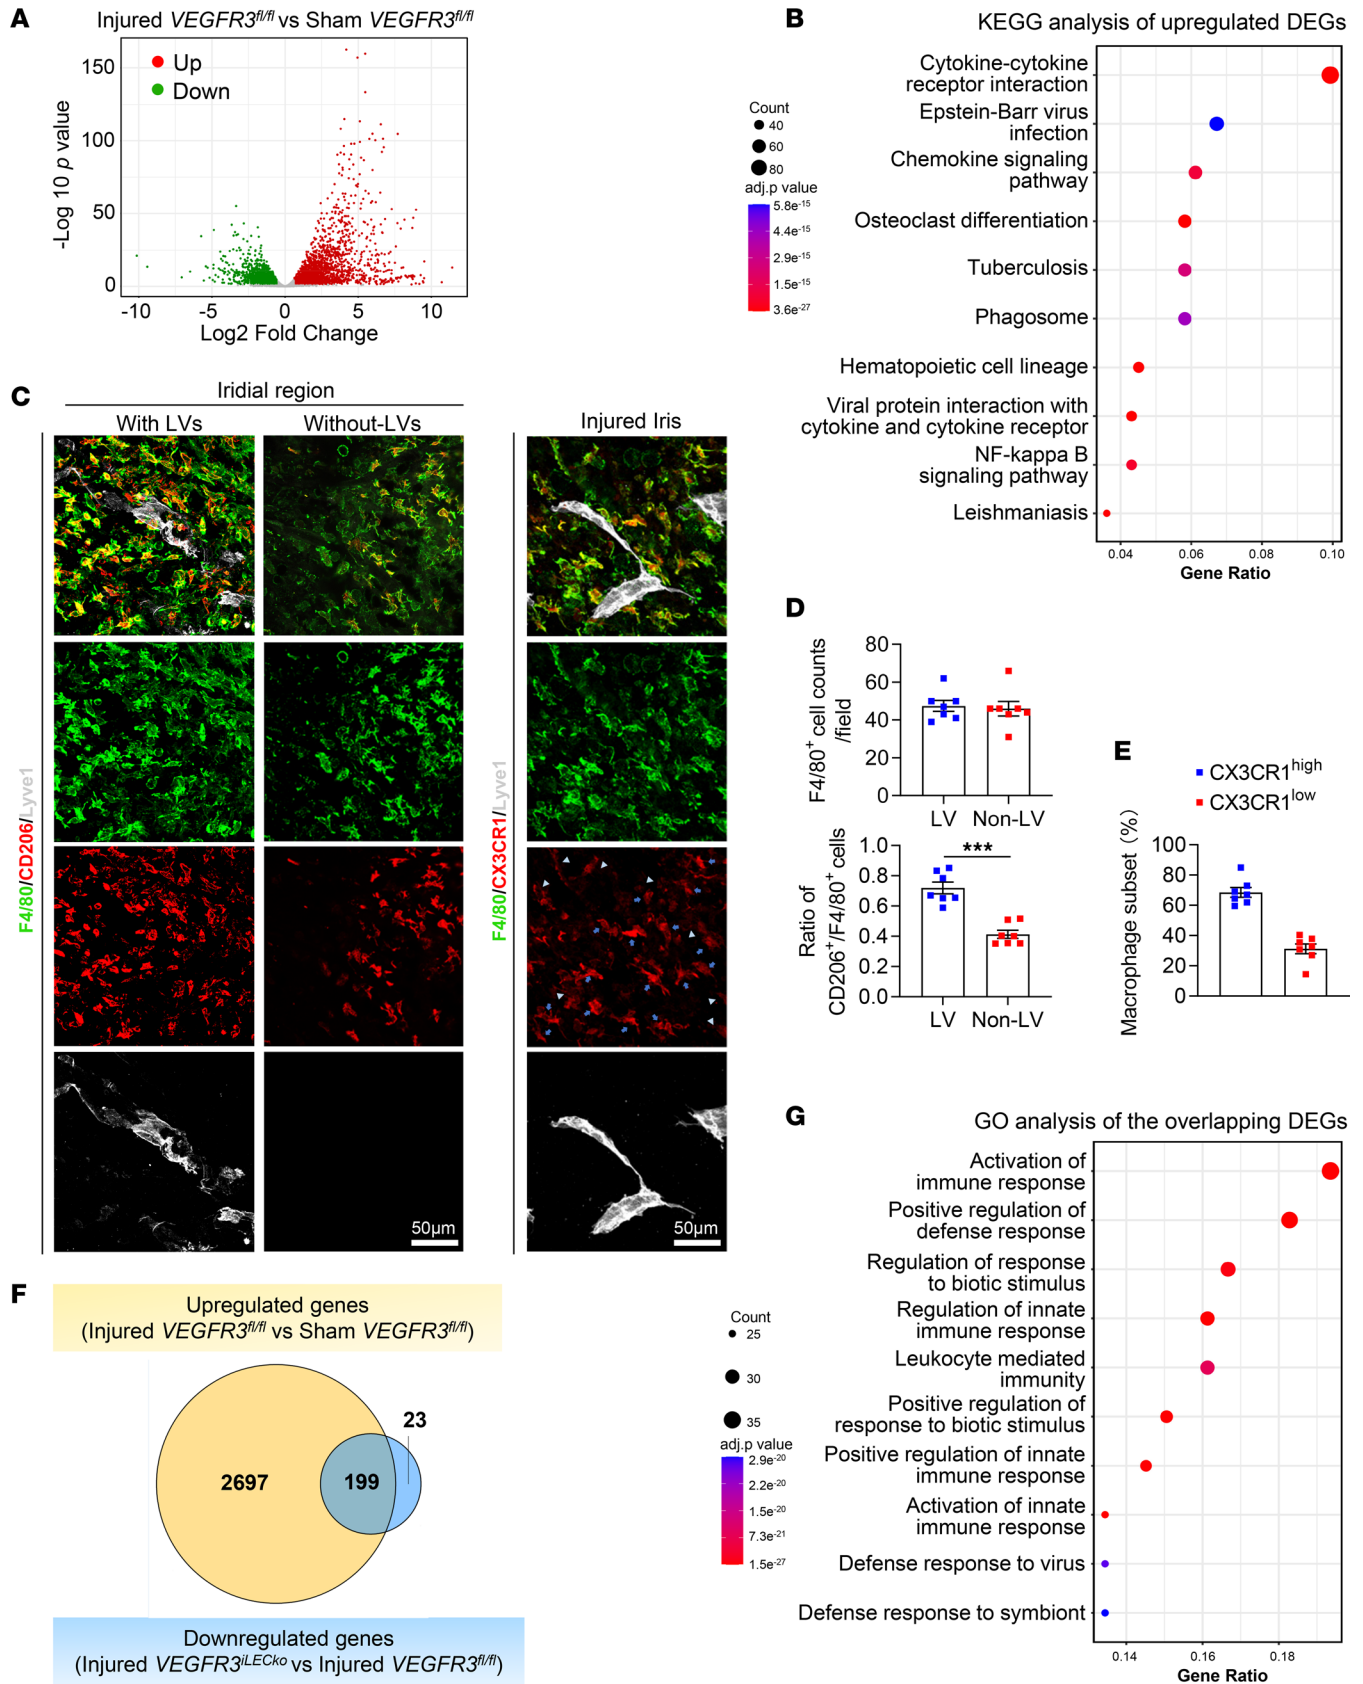 A
Injured VEGFR3fl/fl vs Sham VEGFR3fl/fl
Up
Down
150
100
50
0
-Log 10 p value
-10
-5
0
5
10
Log2 Fold Change
B
KEGG analysis of upregulated DEGs
Cytokine-cytokine
receptor interaction
Epstein-Barr virus
infection
Chemokine signaling
pathway
Osteoclast differentiation
Tuberculosis
Phagosome
Hematopoietic cell lineage
Viral protein interaction with
cytokine and cytokine receptor
NF-kappa B
signaling pathway
Leishmaniasis
0.04
0.06
0.08
0.10
Gene Ratio
Count
40
60
80
adj.p value
5.8e-15
4.4e-15
2.9e-15
1.5e-15
3.6e-27
C
Iridial region
With LVs
Without-LVs
Injured Iris
F4/80/CD206/Lyve1
F4/80/CX3CR1/Lyve1
50μm
50μm
D
F4/80+ cell counts
/field
80
60
40
20
0
LV
Non-LV
Ratio of
CD206+/F4/80+ cells
1.0
0.8
0.6
0.4
0.2
0.0
***
LV
Non-LV
E
CX3CR1high
CX3CR1low
Macrophage subset (%)
100
80
60
40
20
0
F
Upregulated genes
(Injured VEGFR3fl/fl vs Sham VEGFR3fl/fl)
2697
199
23
Downregulated genes
(Injured VEGFR3iLECko vs Injured VEGFR3fl/fl)
G
GO analysis of the overlapping DEGs
Activation of
immune response
Positive regulation of
defense response
Regulation of response
to biotic stimulus
Regulation of innate
immune response
Leukocyte mediated
immunity
Positive regulation of
response to biotic stimulus
Positive regulation of innate
immune response
Activation of innate
immune response
Defense response to virus
Defense response to symbiont
0.14
0.16
0.18
Gene Ratio
Count
25
30
35
adj.p value
2.9e-20
2.2e-20
1.5e-20
7.3e-21
1.5e-27